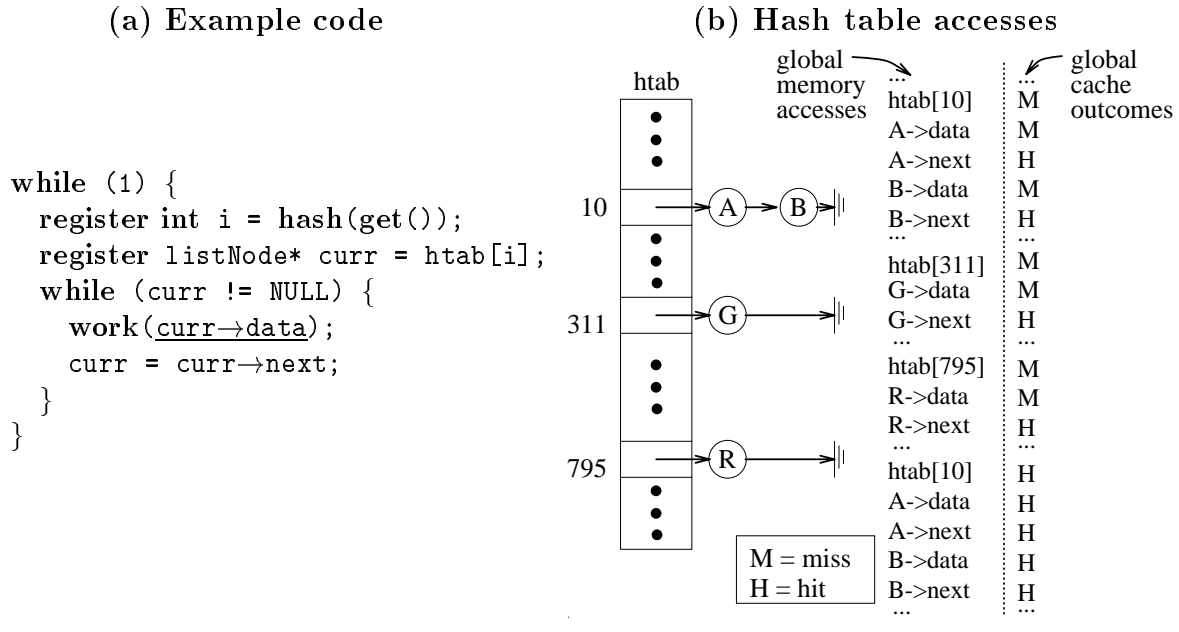 (a) Example code
while (1) {
register int i = hash(get());
register listNode* curr = htab[i];
while (curr != NULL) {
work(curr→data);
curr = curr→next;
}
}
(b) Hash table accesses
global
memory
accesses
global
cache
outcomes
htab
10
311
795
A
B
G
R
... ...
htab[10] M
A->data M
A->next H
B->data M
B->next H
... ...
htab[311] M
G->data M
G->next H
... ...
htab[795] M
R->data M
R->next H
... ...
htab[10] H
A->data H
A->next H
B->data H
B->next H
... ...
M = miss
H = hit